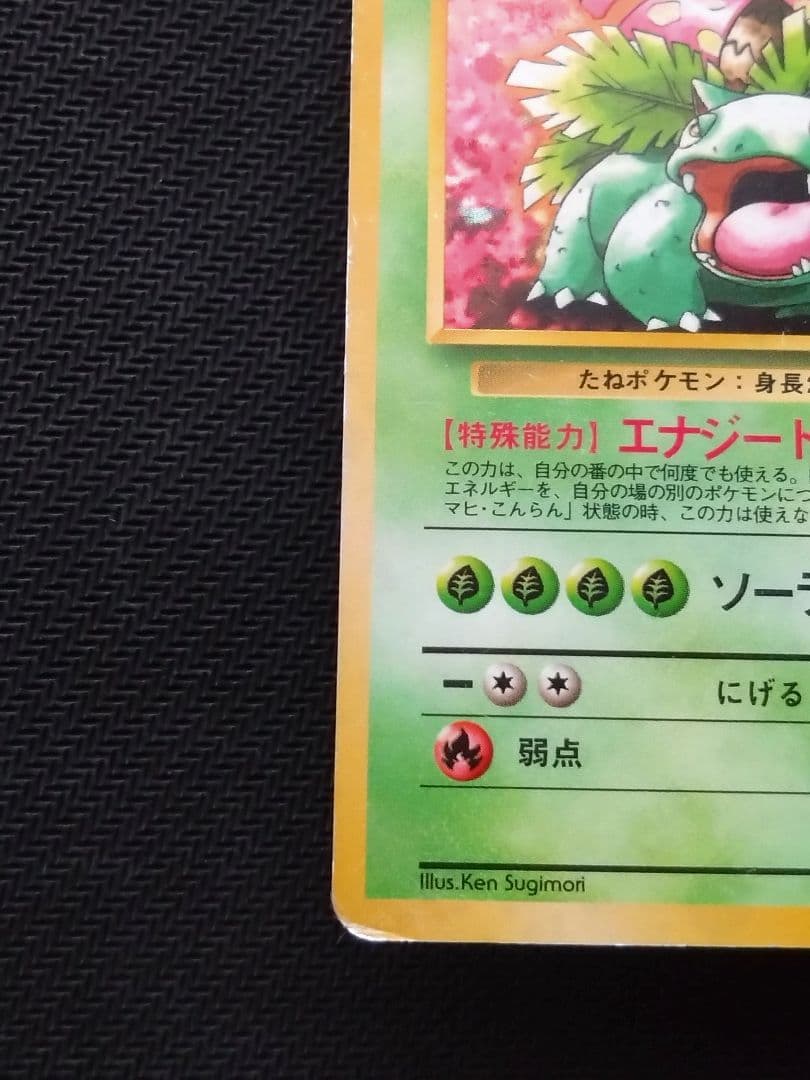 たねポケモン：身長
【特殊能力】エナジート
この力は、自分の番の中で何度でも使える。
エネルギーを、自分の場の別のポケモンにつ
マヒ・こんらん」状態の時、この力は使えな
ソーラ
ー にげる
弱点
Illus.Ken Sugimori